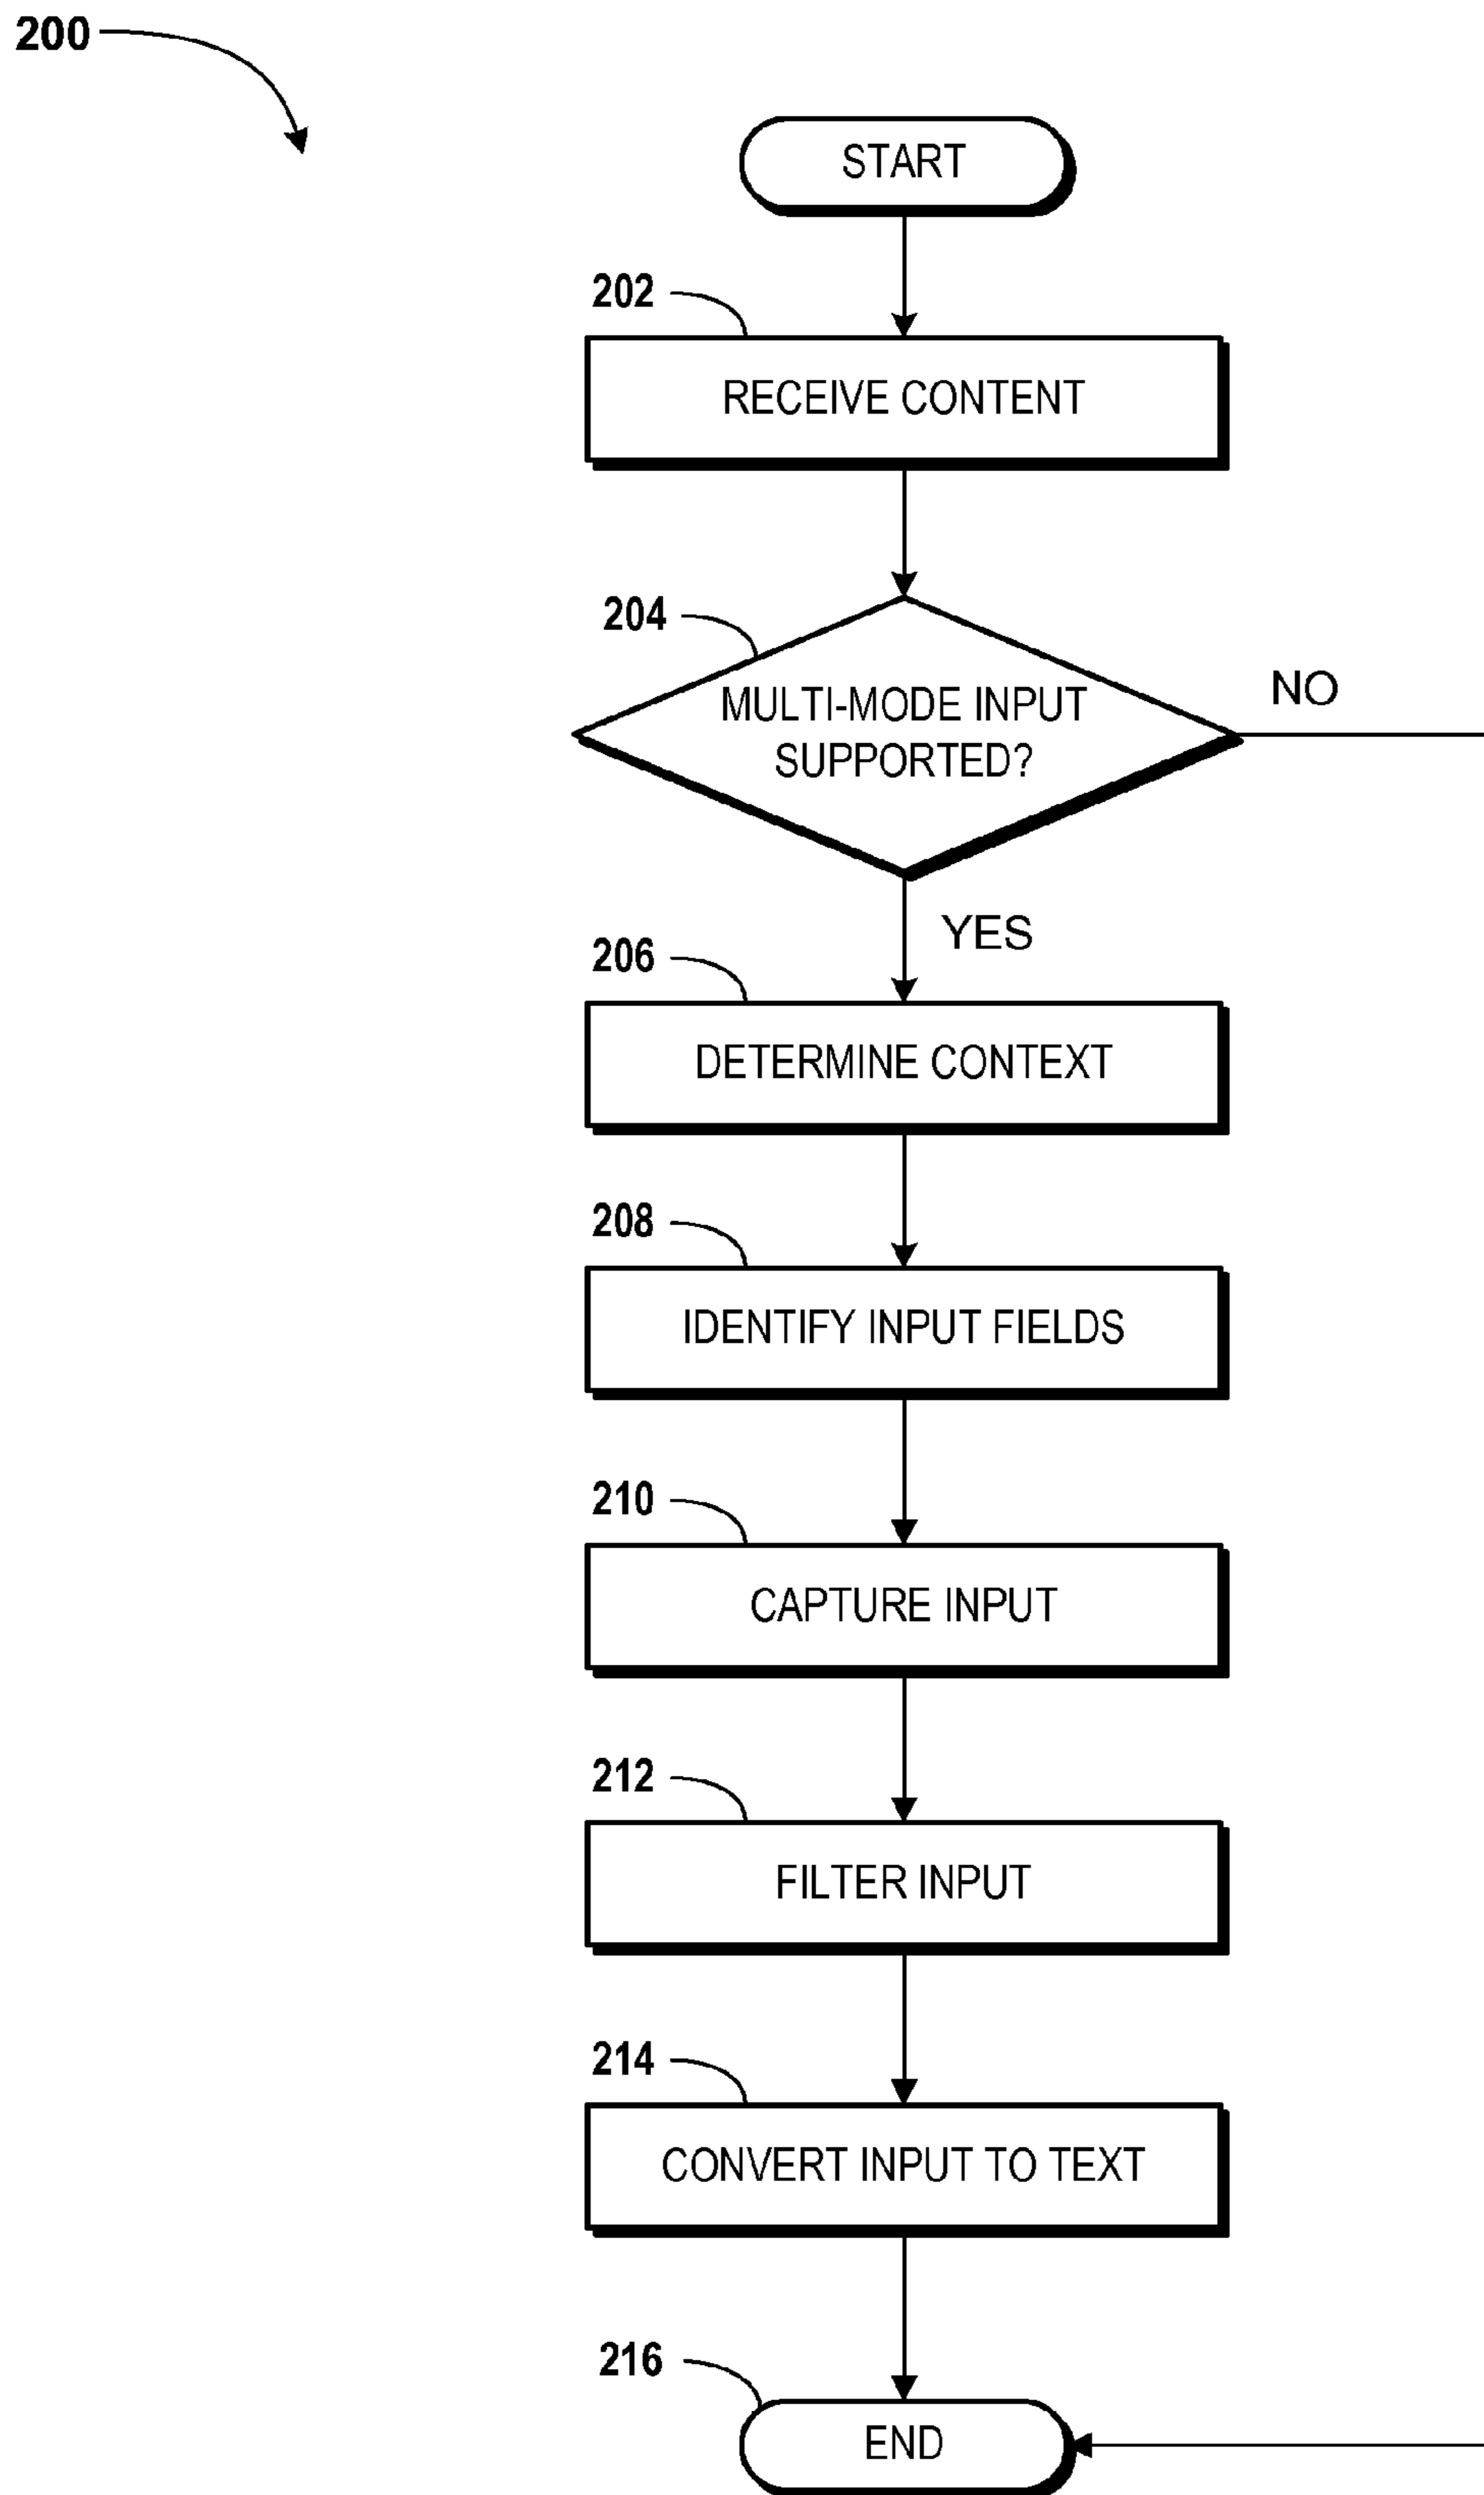 200
START
202
RECEIVE CONTENT
204
MULTI-MODE INPUT
SUPPORTED?
NO
YES
206
DETERMINE CONTEXT
208
IDENTIFY INPUT FIELDS
210
CAPTURE INPUT
212
FILTER INPUT
214
CONVERT INPUT TO TEXT
216
END